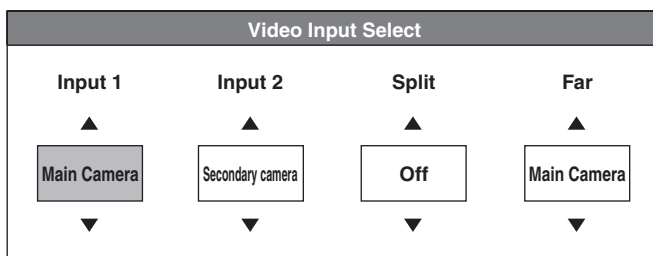 Video Input Select
Input 1 Input 2 Split Far
Main Camera Secondary camera Off Main Camera